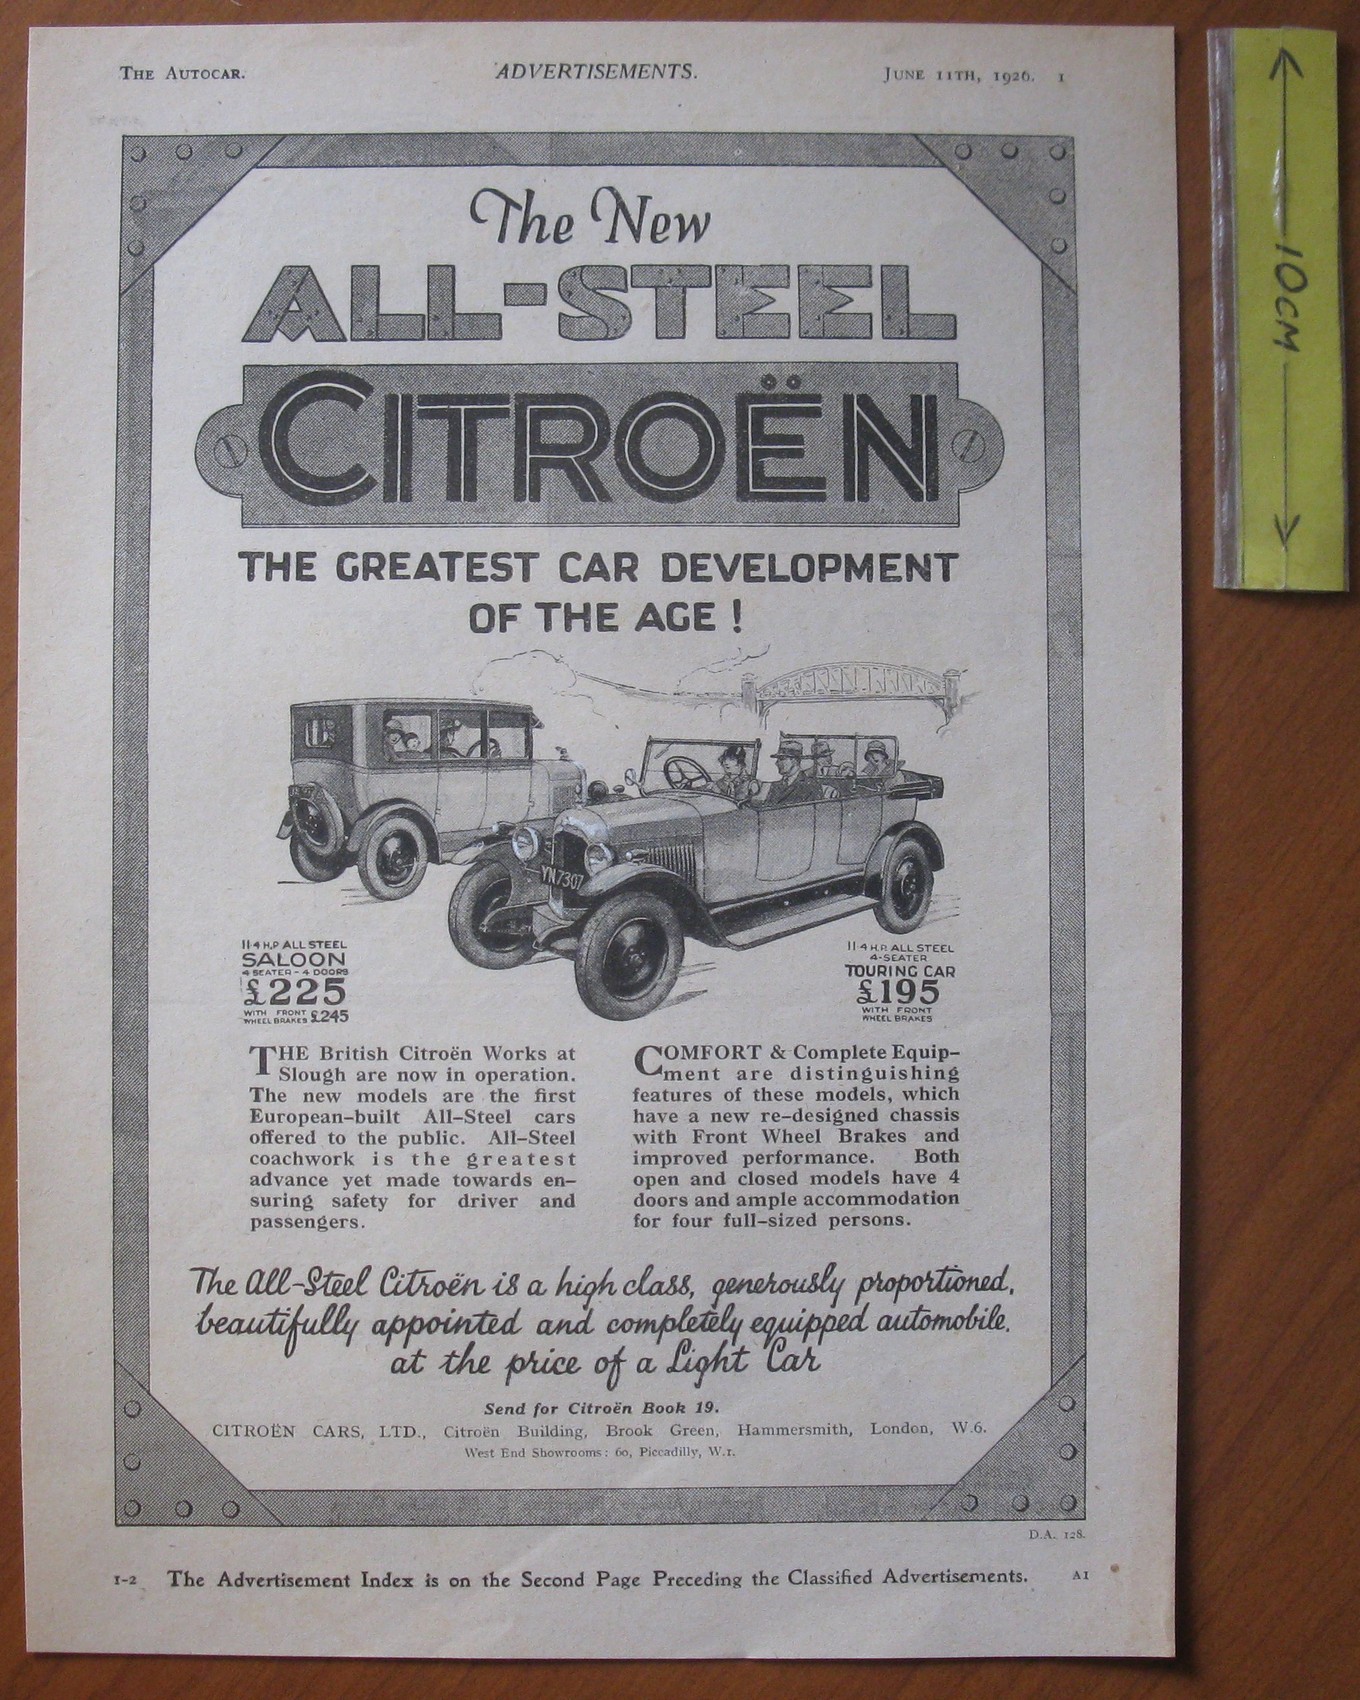 THE AUTOCAR. ADVERTISEMENTS. JUNE 11TH, 1926. 1
The New
ALL-STEEL
CITROËN
THE GREATEST CAR DEVELOPMENT
OF THE AGE !
YN7307
11·4 H.P. ALL STEEL
SALOON
4 SEATER - 4 DOORS
£225
WITH FRONT
WHEEL BRAKES £245
11·4 H.P. ALL STEEL
4-SEATER
TOURING CAR
£195
WITH FRONT
WHEEL BRAKES
THE British Citroën Works at
Slough are now in operation.
The new models are the first
European-built All-Steel cars
offered to the public. All-Steel
coachwork is the greatest
advance yet made towards en-
suring safety for driver and
passengers.
COMFORT & Complete Equip-
ment are distinguishing
features of these models, which
have a new re-designed chassis
with Front Wheel Brakes and
improved performance. Both
open and closed models have 4
doors and ample accommodation
for four full-sized persons.
The All-Steel Citroën is a high class, generously proportioned,
beautifully appointed and completely equipped automobile,
at the price of a Light Car
Send for Citroën Book 19.
CITROËN CARS, LTD., Citroën Building, Brook Green, Hammersmith, London, W.6.
West End Showrooms: 60, Piccadilly, W.1.
D.A. 128.
1-2 The Advertisement Index is on the Second Page Preceding the Classified Advertisements. A1
10CM